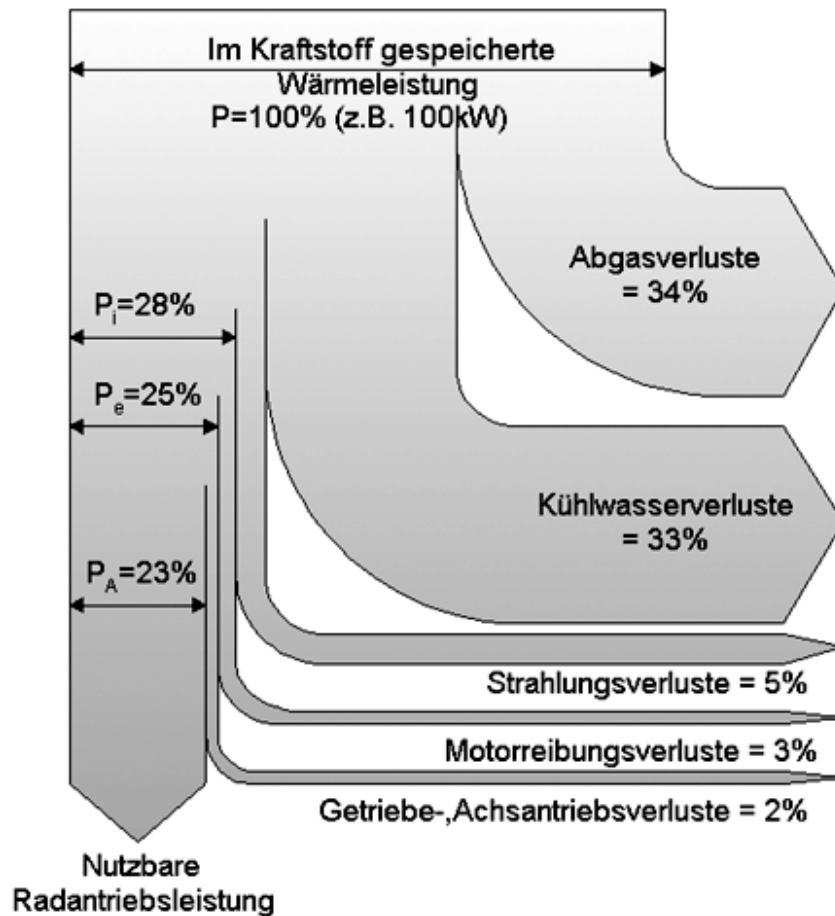 Im Kraftstoff gespeicherte
Wärmeleistung
P=100% (z.B. 100kW)
Abgasverluste
= 34%
Pi=28%
Pe=25%
Kühlwasserverluste
= 33%
PA=23%
Strahlungsverluste = 5%
Motorreibungsverluste = 3%
Getriebe-,Achsantriebsverluste = 2%
Nutzbare
Radantriebsleistung